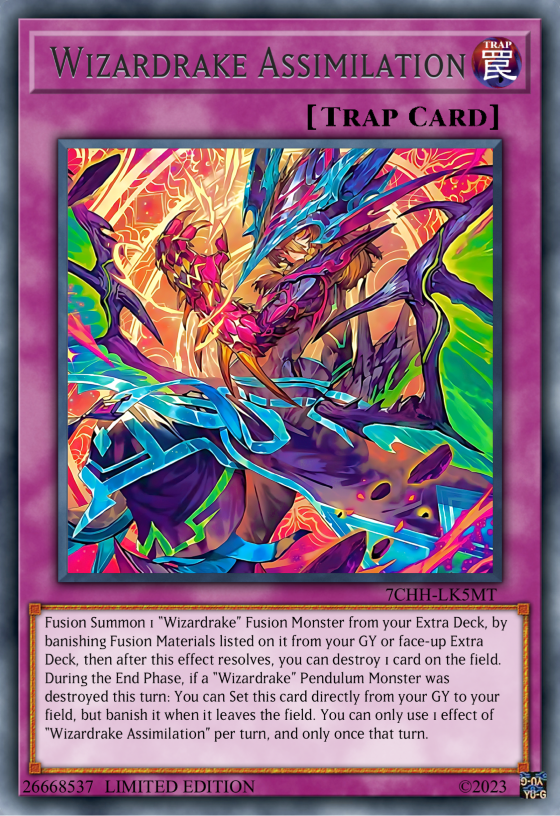 Wizardrake Assimilation
TRAP
罠
[Trap Card]
7CHH-LK5MT
Fusion Summon 1 "Wizardrake" Fusion Monster from your Extra Deck, by
banishing Fusion Materials listed on it from your GY or face-up Extra
Deck, then after this effect resolves, you can destroy 1 card on the field.
During the End Phase, if a "Wizardrake" Pendulum Monster was
destroyed this turn: You can Set this card directly from your GY to your
field, but banish it when it leaves the field. You can only use 1 effect of
"Wizardrake Assimilation" per turn, and only once that turn.
26668537 LIMITED EDITION
©2023
YU-G